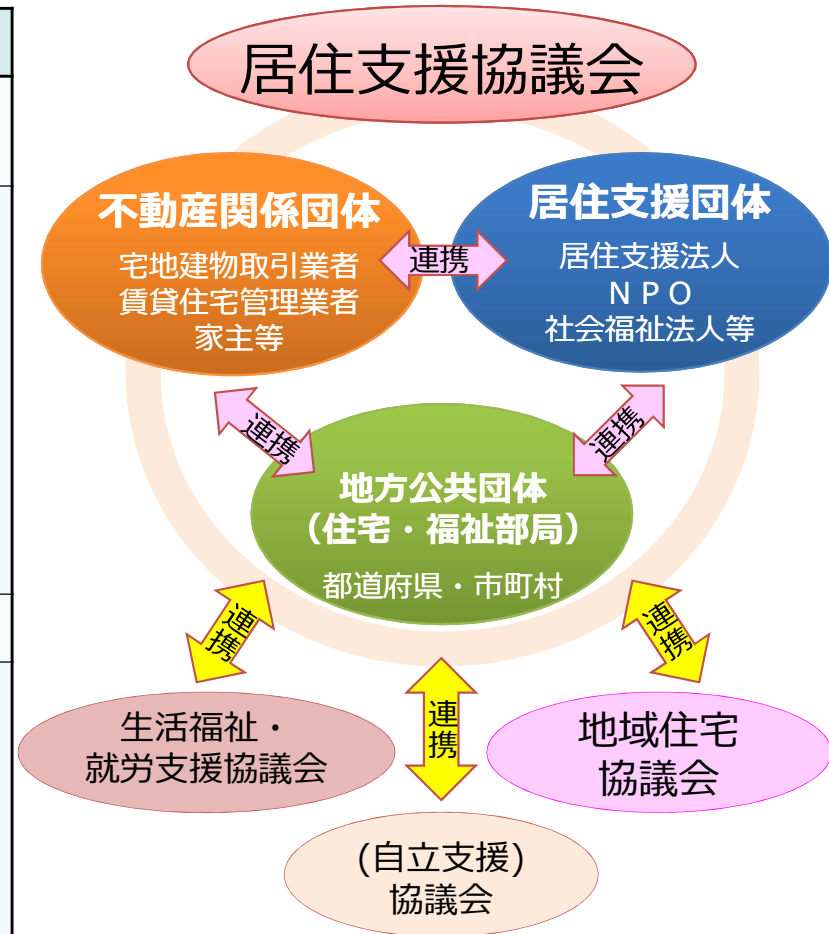 居住支援協議会
不動産関係団体
宅地建物取引業者
賃貸住宅管理業者
家主等
連携
居住支援団体
居住支援法人
ＮＰＯ
社会福祉法人等
連携
連携
地方公共団体
（住宅・福祉部局）
都道府県・市町村
連携
連携
連携
生活福祉・
就労支援協議会
地域住宅
協議会
(自立支援)
協議会